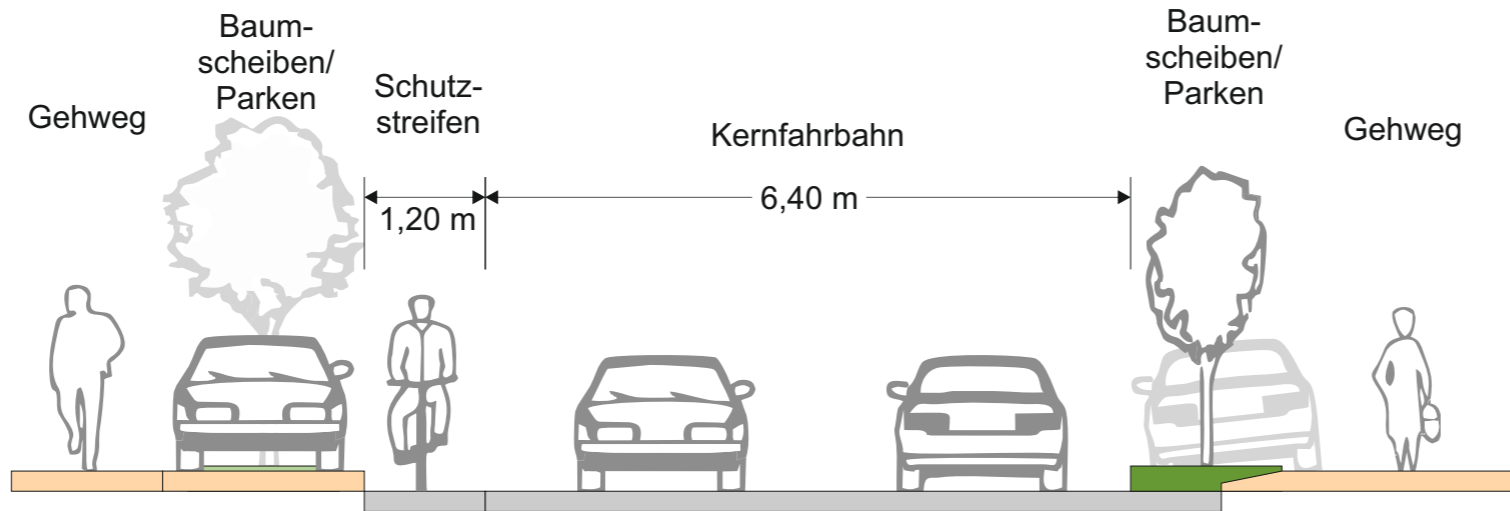 Gehweg
Baum-
scheiben/
Parken
Schutz-
streifen
1,20 m
Kernfahrbahn
6,40 m
Baum-
scheiben/
Parken
Gehweg